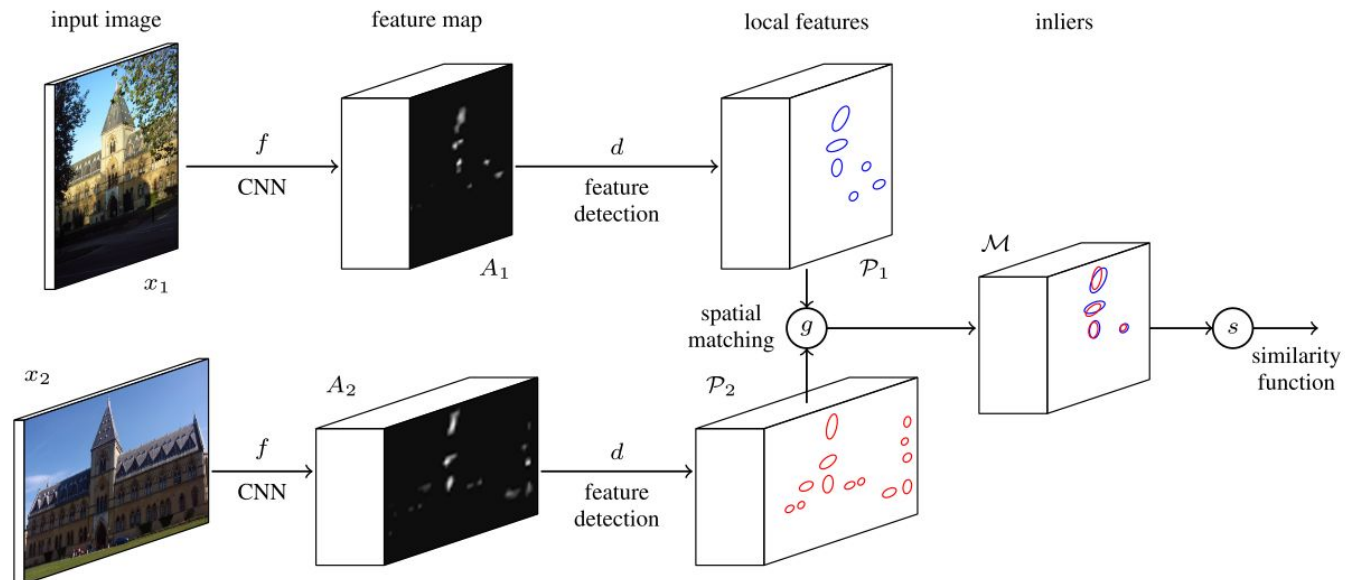 input image
feature map
local features
inliers
f
CNN
d
feature
detection
x₁
A₁
𝒫₁
ℳ
spatial
matching
g
s
similarity
function
x₂
A₂
𝒫₂
f
CNN
d
feature
detection